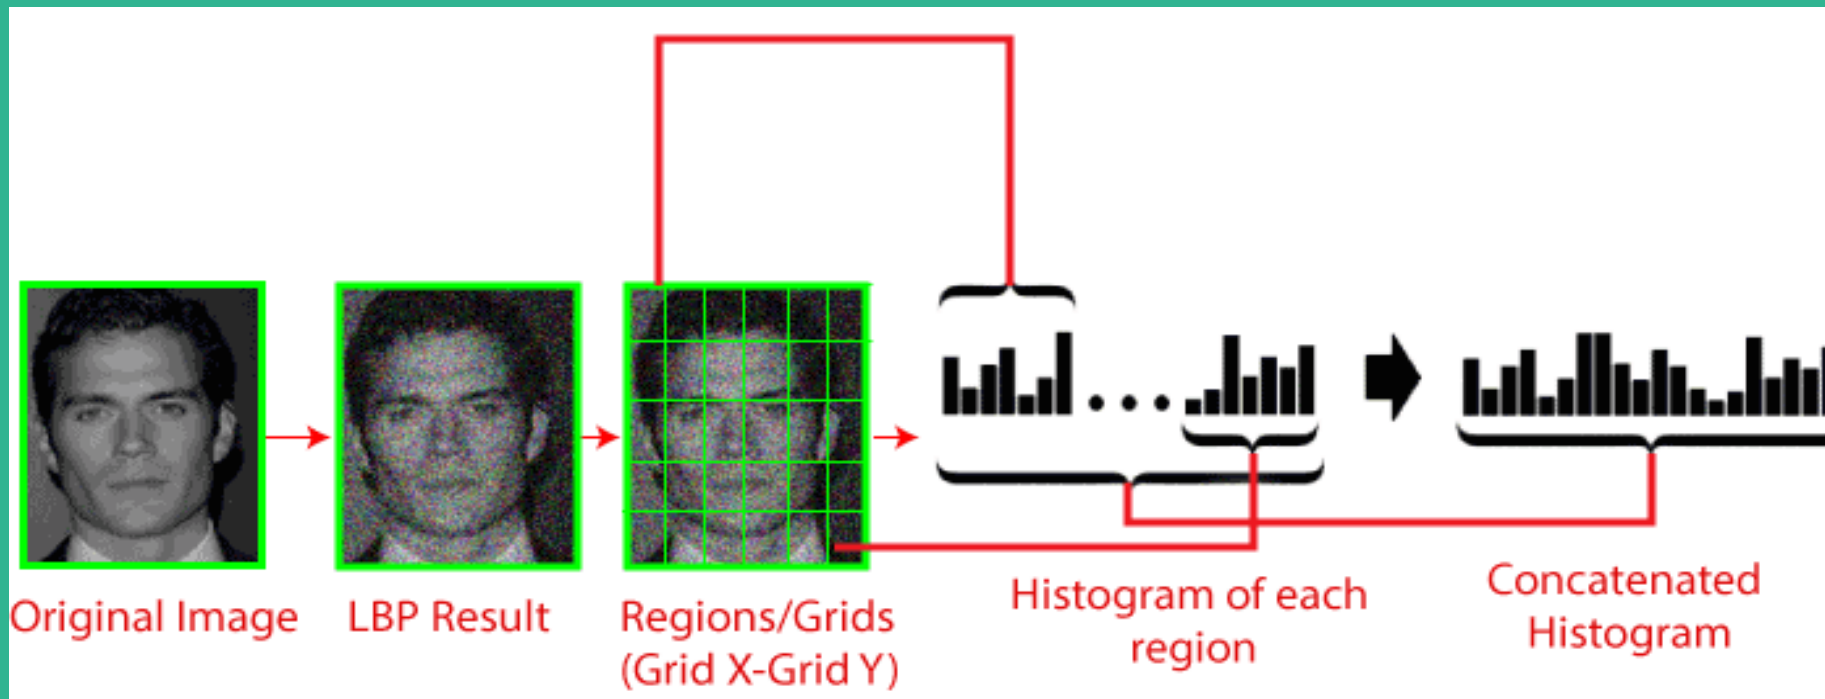 Original Image
LBP Result
Regions/Grids
(Grid X-Grid Y)
Histogram of each
region
Concatenated
Histogram